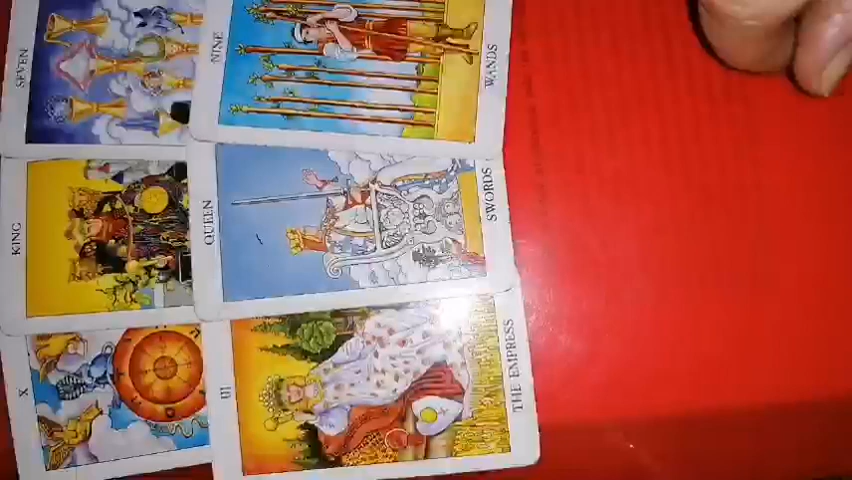 SEVEN
NINE
WANDS
KING
QUEEN
SWORDS
X
III
THE EMPRESS